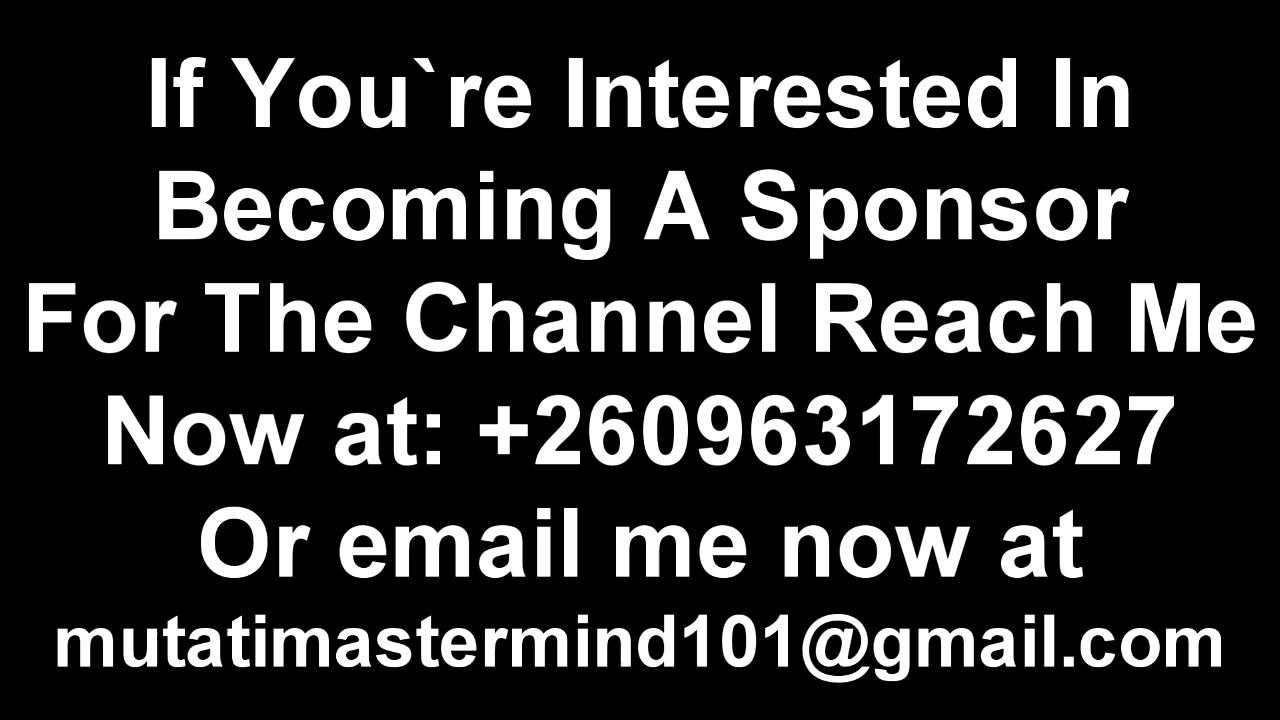 If You`re Interested In
Becoming A Sponsor
For The Channel Reach Me
Now at: +260963172627
Or email me now at
mutatimastermind101@gmail.com